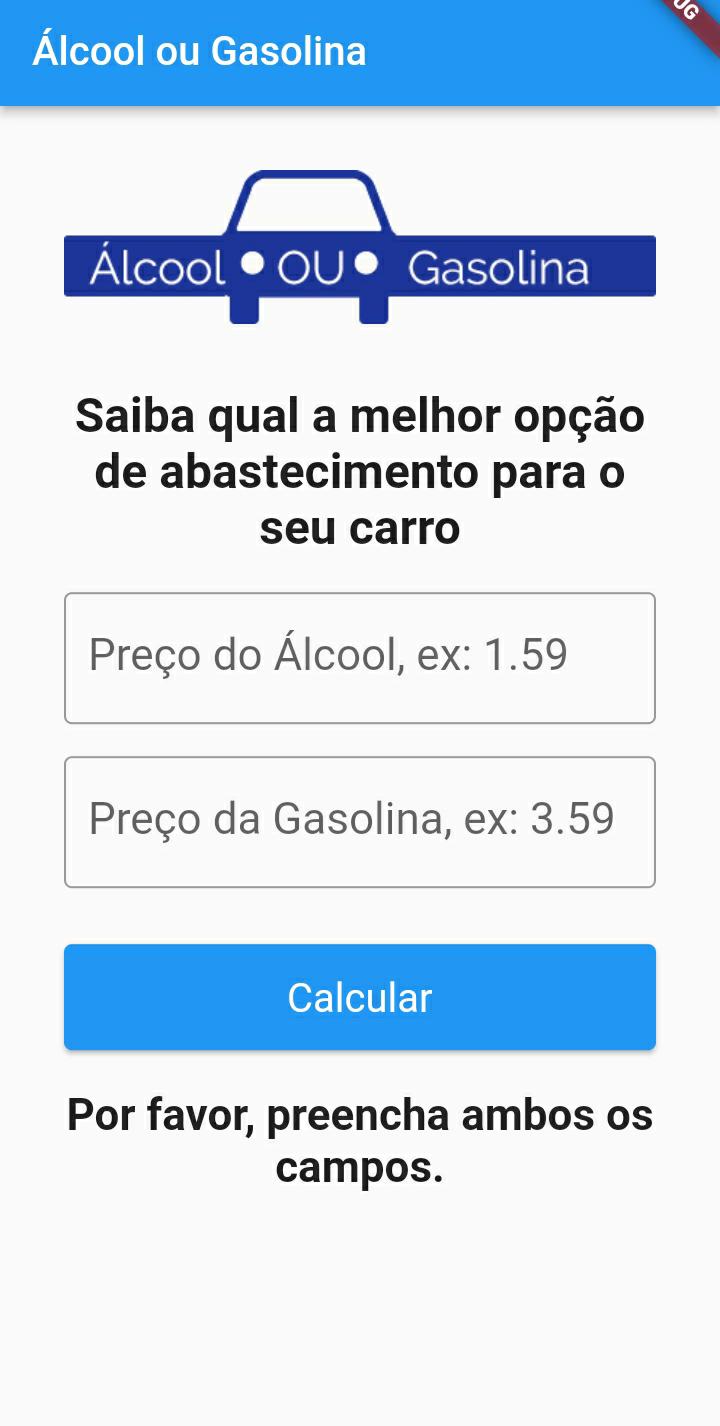 Álcool ou Gasolina
Álcool OU Gasolina
Saiba qual a melhor opção
de abastecimento para o
seu carro
Preço do Álcool, ex: 1.59
Preço da Gasolina, ex: 3.59
Calcular
Por favor, preencha ambos os
campos.